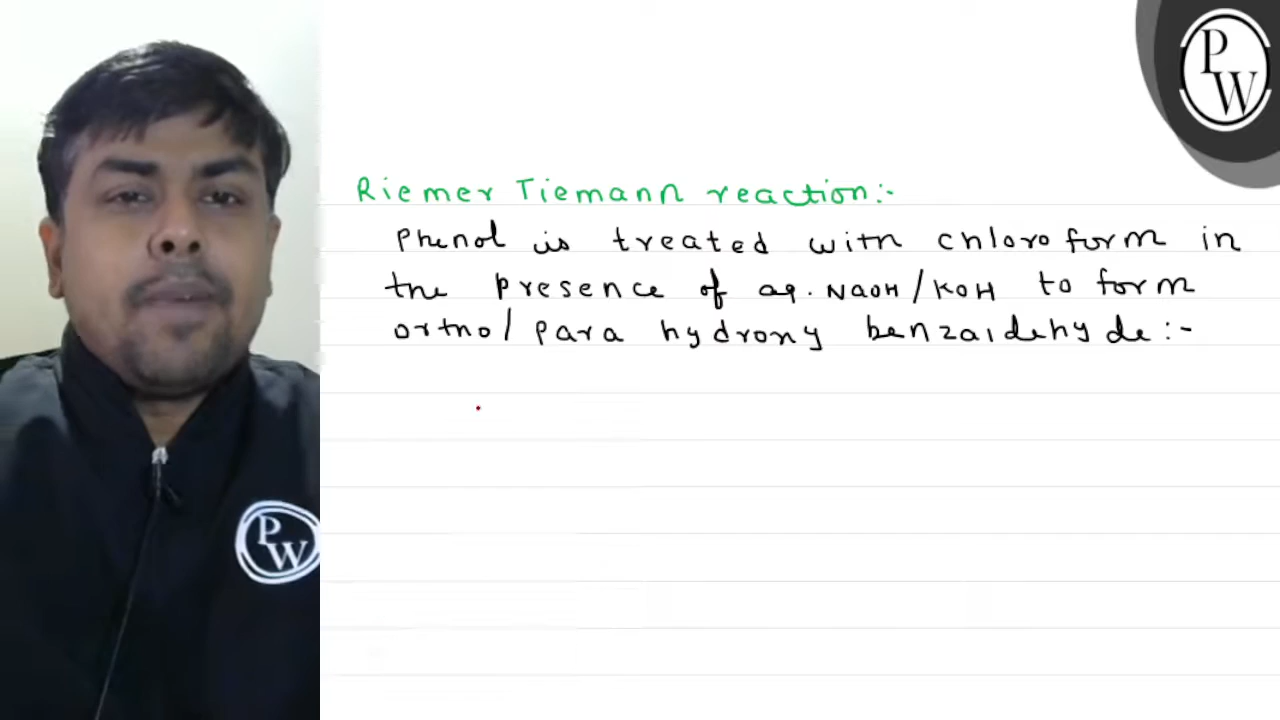 PW
Riemer Tiemann reaction:-
Phenol is treated with chloroform in
the presence of aq. NaOH/KOH to form
ortho/ para hydroxy benzaldehyde:-
PW